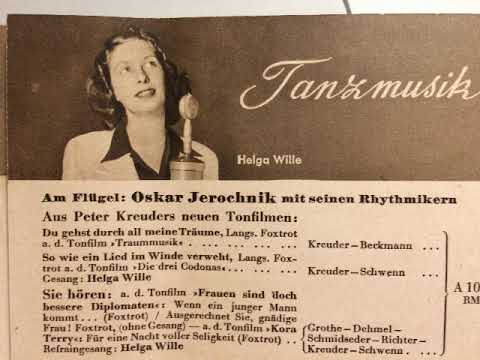 Tanzmusik
Helga Wille
Am Flügel: Oskar Jerochnik mit seinen Rhythmikern
Aus Peter Kreuders neuen Tonfilmen:
Du gehst durch all meine Träume, Langs. Foxtrot
a. d. Tonfilm »Traummusik« . . . . . . . . . . Kreuder–Beckmann . . .
So wie ein Lied im Winde verweht, Langs. Fox-
trot a. d. Tonfilm »Die drei Codonas«. . . . . Kreuder–Schwenn . . .
Gesang: Helga Wille
A 10
RM
Sie hören: a. d. Tonfilm »Frauen sind doch
bessere Diplomaten«: Wenn ein junger Mann
kommt . . . (Foxtrot) / Ausgerechnet Sie, gnädige
Frau! Foxtrot, (ohne Gesang) — a. d. Tonfilm »Kora Grothe–Dehmel–
Terry«: Für eine Nacht voller Seligkeit (Foxtrot) . . Schmidseder–Richter–
Refraingesang: Helga Wille Kreuder–Schwenn . . .